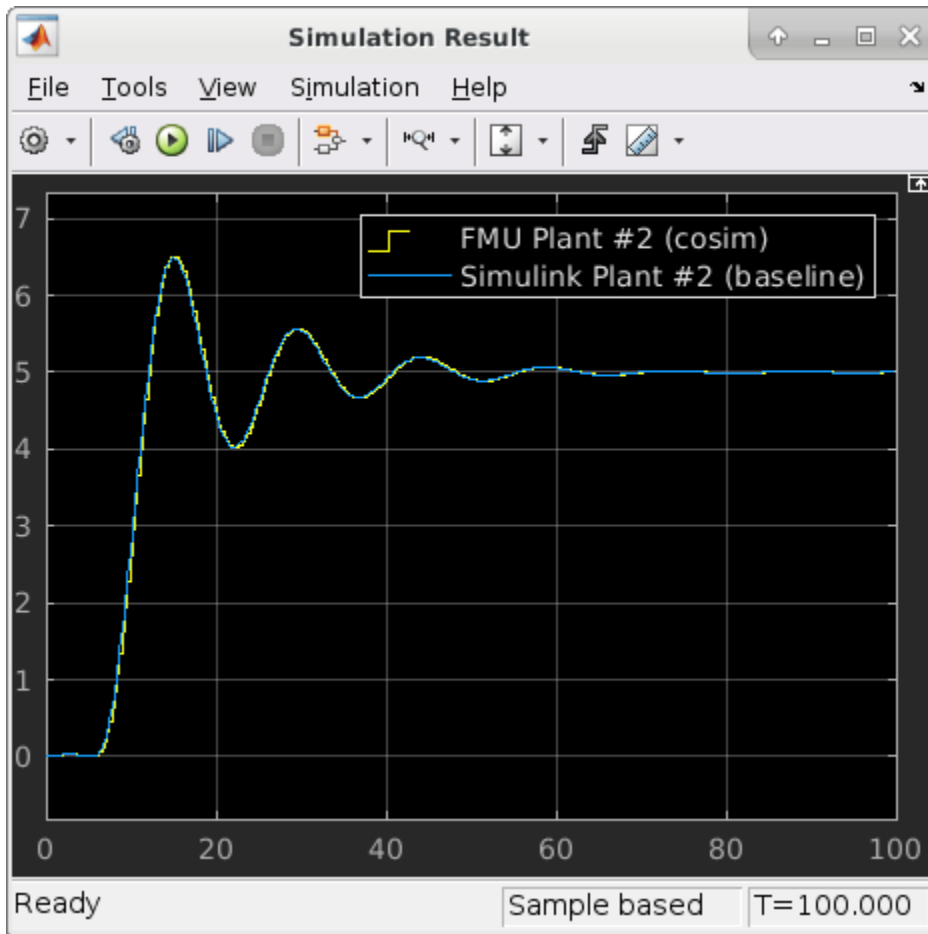 Simulation Result
File Tools View Simulation Help
7
FMU Plant #2 (cosim)
6
Simulink Plant #2 (baseline)
5
4
3
2
1
0
0 20 40 60 80 100
Ready Sample based T=100.000